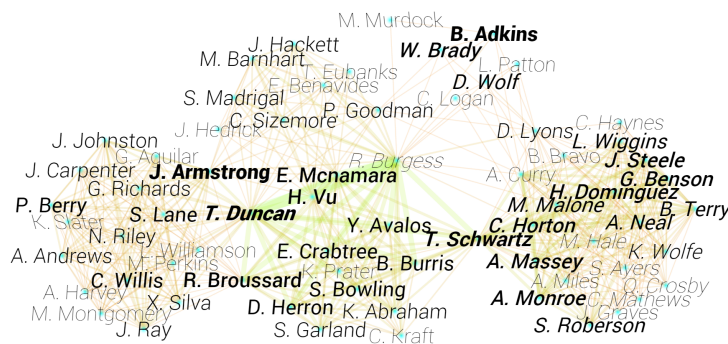 M. Murdock
B. Adkins
J. Hackett
W. Brady
M. Barnhart
L. Patton
T. Eubanks
E. Benavides
D. Wolf
S. Madrigal
C. Logan
P. Goodman
C. Sizemore
C. Haynes
J. Hedrick
D. Lyons
L. Wiggins
J. Johnston
G. Aguilar
B. Bravo
R. Burgess
J. Steele
J. Carpenter
J. Armstrong
E. Mcnamara
A. Curry
G. Benson
G. Richards
H. Dominguez
H. Vu
P. Berry
M. Malone
B. Terry
K. Slater
S. Lane
T. Duncan
Y. Avalos
C. Horton
A. Neal
N. Riley
T. Schwartz
M. Hale
Williamson
E. Crabtree
K. Wolfe
A. Andrews
M. Perkins
B. Burris
A. Massey
S. Ayers
K. Prater
C. Willis
R. Broussard
A. Miles
O. Crosby
A. Harvey
S. Bowling
X. Silva
A. Monroe
C. Mathews
D. Herron
K. Abraham
M. Montgomery
J. Graves
J. Ray
S. Garland
S. Roberson
C. Kraft